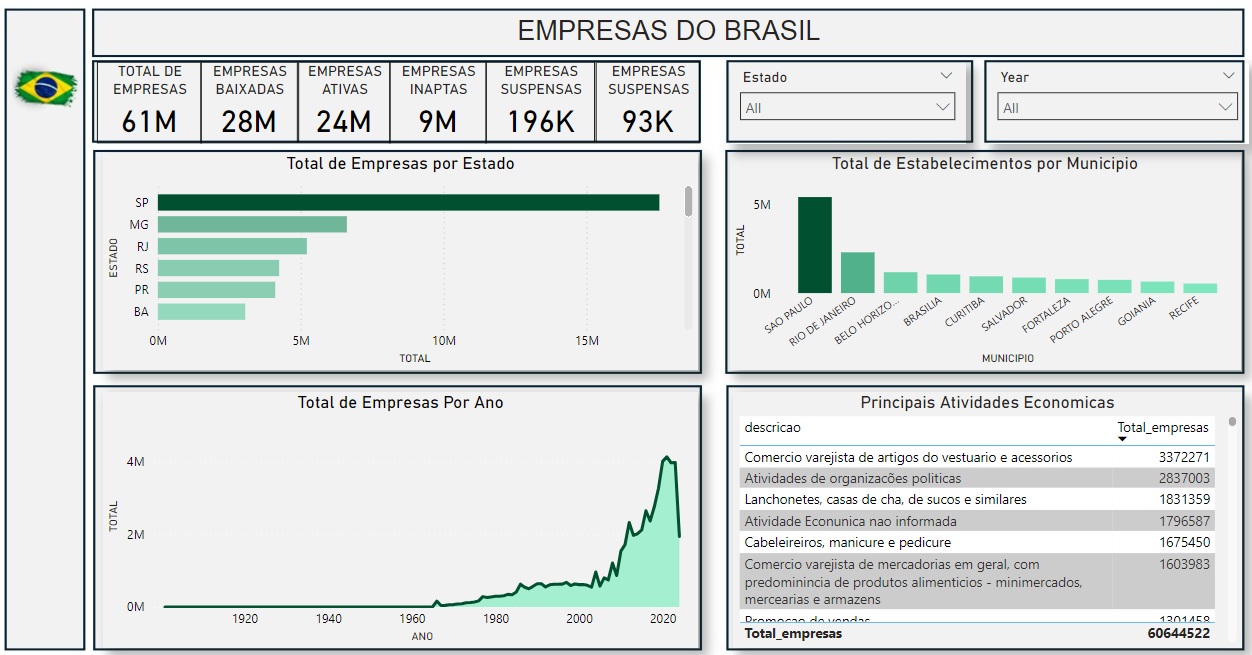 EMPRESAS DO BRASIL
TOTAL DE
EMPRESAS
61M
EMPRESAS
BAIXADAS
28M
EMPRESAS
ATIVAS
24M
EMPRESAS
INAPTAS
9M
EMPRESAS
SUSPENSAS
196K
EMPRESAS
SUSPENSAS
93K
Estado
All
Year
All
Total de Empresas por Estado
ESTADO
SP
MG
RJ
RS
PR
BA
0M 5M 10M 15M
TOTAL
Total de Estabelecimentos por Municipio
TOTAL
5M
0M
SAO PAULO
RIO DE JANEIRO
BELO HORIZO...
BRASILIA
CURITIBA
SALVADOR
FORTALEZA
PORTO ALEGRE
GOIANIA
RECIFE
MUNICIPIO
Total de Empresas Por Ano
TOTAL
4M
2M
0M
1920 1940 1960 1980 2000 2020
ANO
Principais Atividades Economicas
descricao Total_empresas
Comercio varejista de artigos do vestuario e acessorios 3372271
Atividades de organizacões politicas 2837003
Lanchonetes, casas de cha, de sucos e similares 1831359
Atividade Econunica nao informada 1796587
Cabeleireiros, manicure e pedicure 1675450
Comercio varejista de mercadorias em geral, com 1603983
predominincia de produtos alimenticios - minimercados,
mercearias e armazens
Promocao de vendas 1301458
Total_empresas 60644522